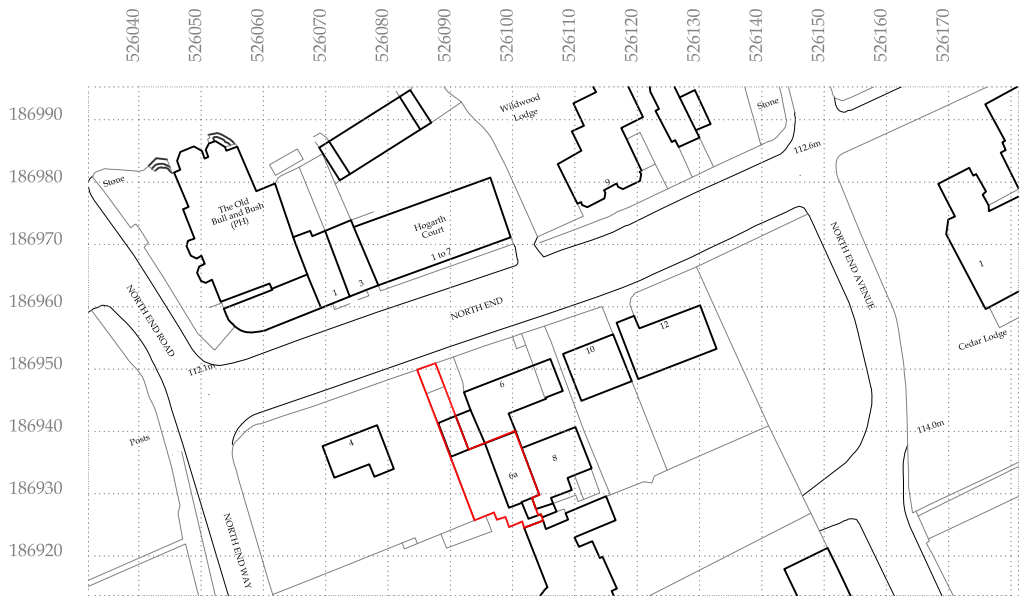 526040
526050
526060
526070
526080
526090
526100
526110
526120
526130
526140
526150
526160
526170
186990
186980
186970
186960
186950
186940
186930
186920
Wildwood
Lodge
Stone
112.6m
Stone
The Old
Bull and Bush
(PH)
9
Hogarth
Court
1 to 7
1
3
NORTH END ROAD
NORTH END
NORTH END AVENUE
1
Cedar Lodge
112.1m
12
10
6
4
Posts
8
6a
114.0m
NORTH END WAY